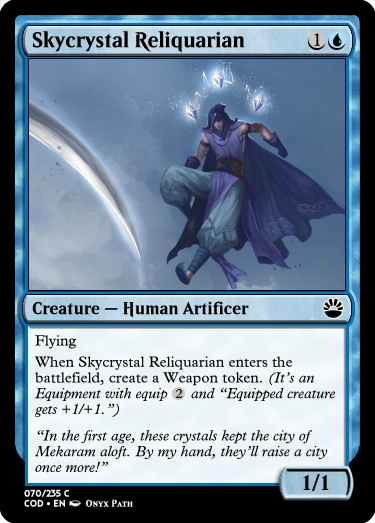 Skycrystal Reliquarian 1
Creature — Human Artificer
Flying
When Skycrystal Reliquarian enters the
battlefield, create a Weapon token. (It's an
Equipment with equip 2 and “Equipped creature
gets +1/+1.”)
“In the first age, these crystals kept the city of
Mekaram aloft. By my hand, they'll raise a city
once more!”
1/1
070/235 C
COD • EN Onyx Path